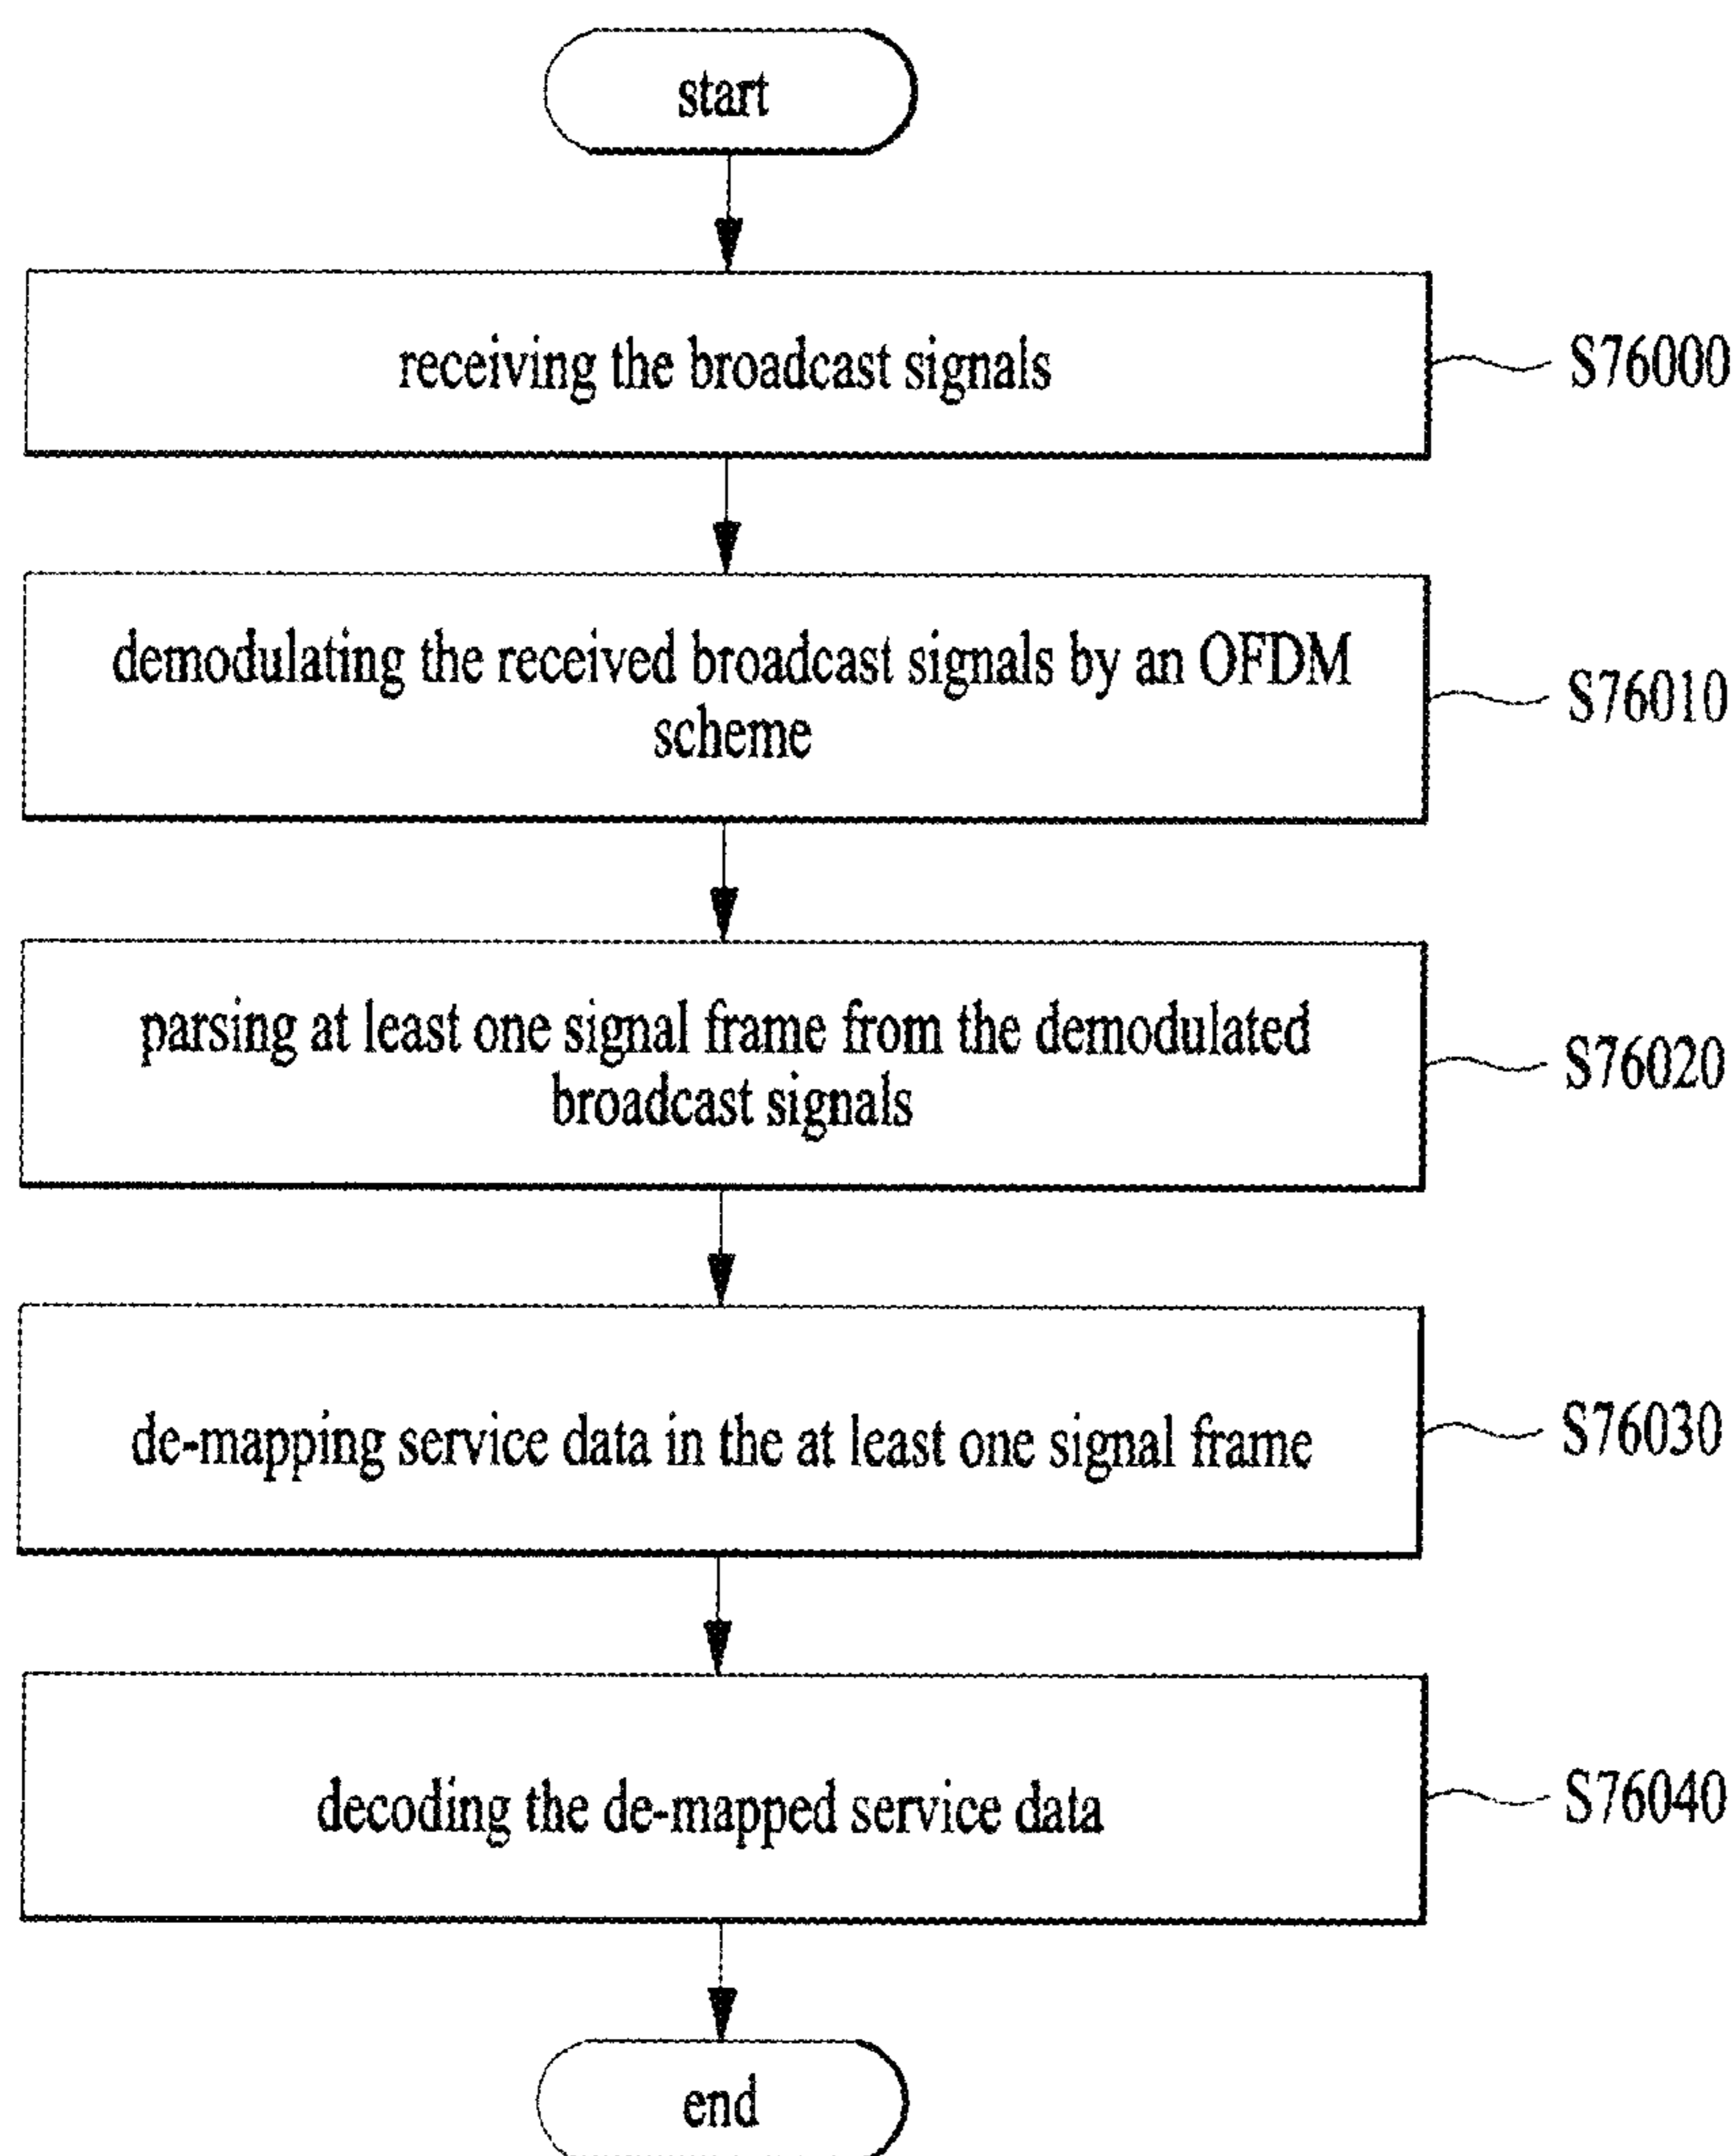 start
receiving the broadcast signals
S76000
demodulating the received broadcast signals by an OFDM
scheme
S76010
parsing at least one signal frame from the demodulated
broadcast signals
S76020
de-mapping service data in the at least one signal frame
S76030
decoding the de-mapped service data
S76040
end